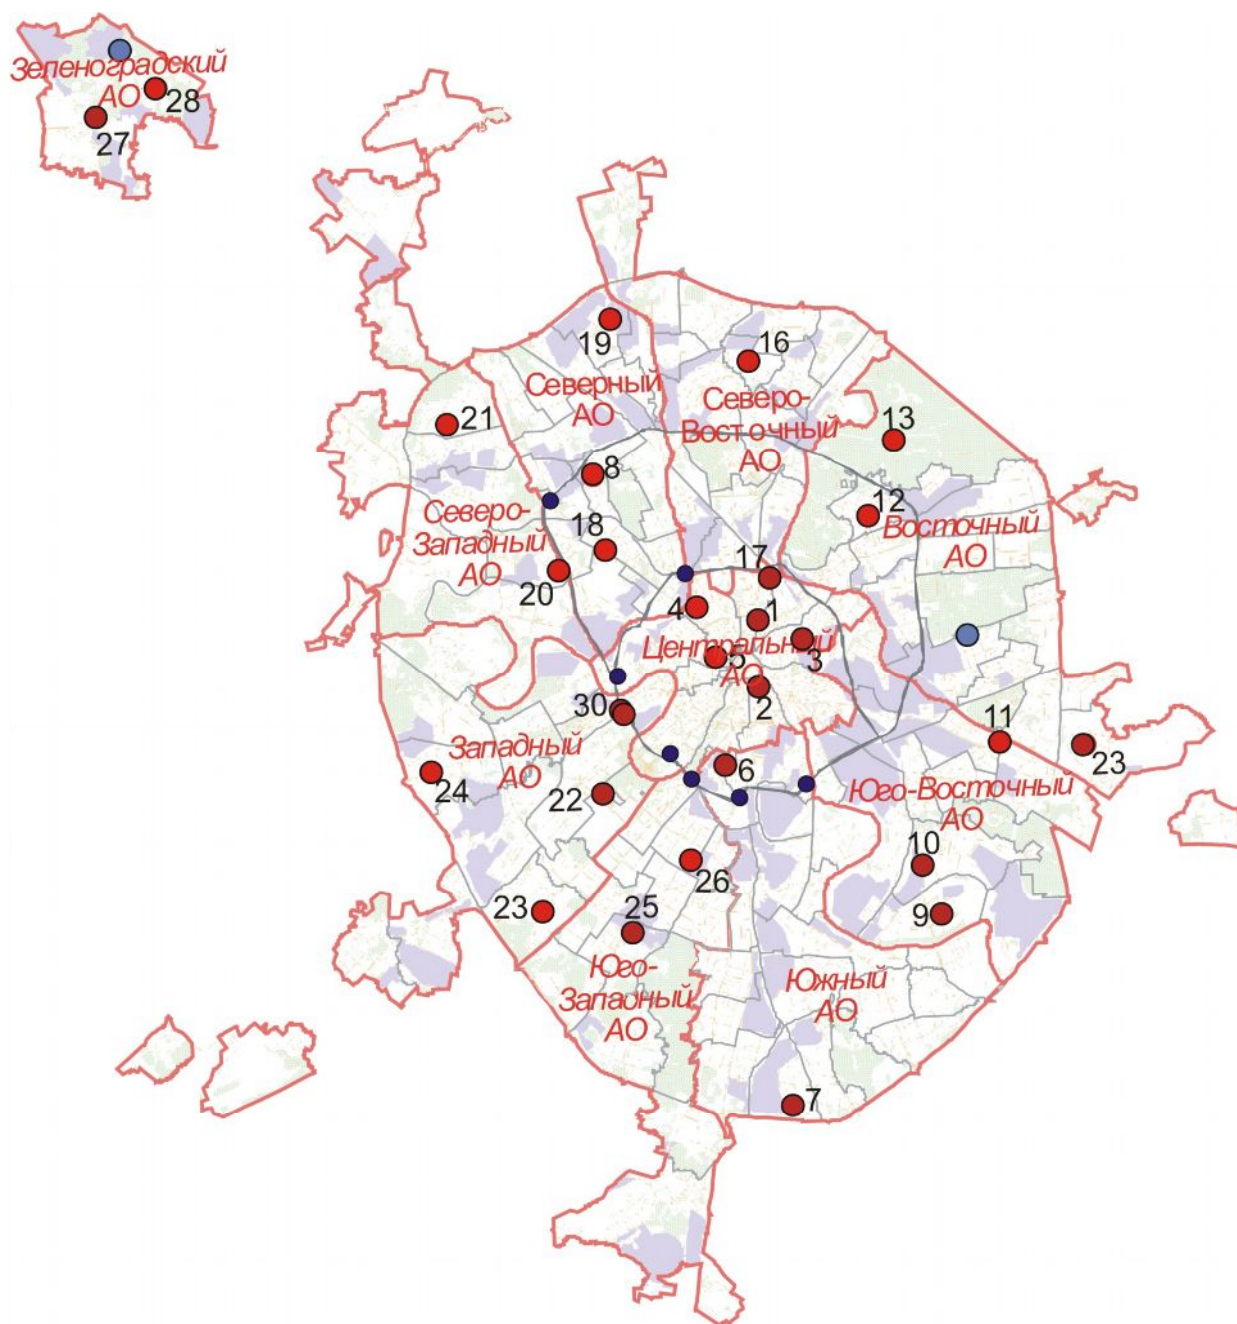 Зеленоградский
АО
28
27
19
16
Северный
АО
Северо-
Восточный
АО
21
13
8
12
Северо-
Западный
АО
Восточный
АО
18
17
20
4
1
Центральный
АО
3
5
2
30
11
23
Западный
АО
6
24
22
Юго-Восточный
АО
10
26
9
23
25
Юго-
Западный
АО
Южный
АО
7